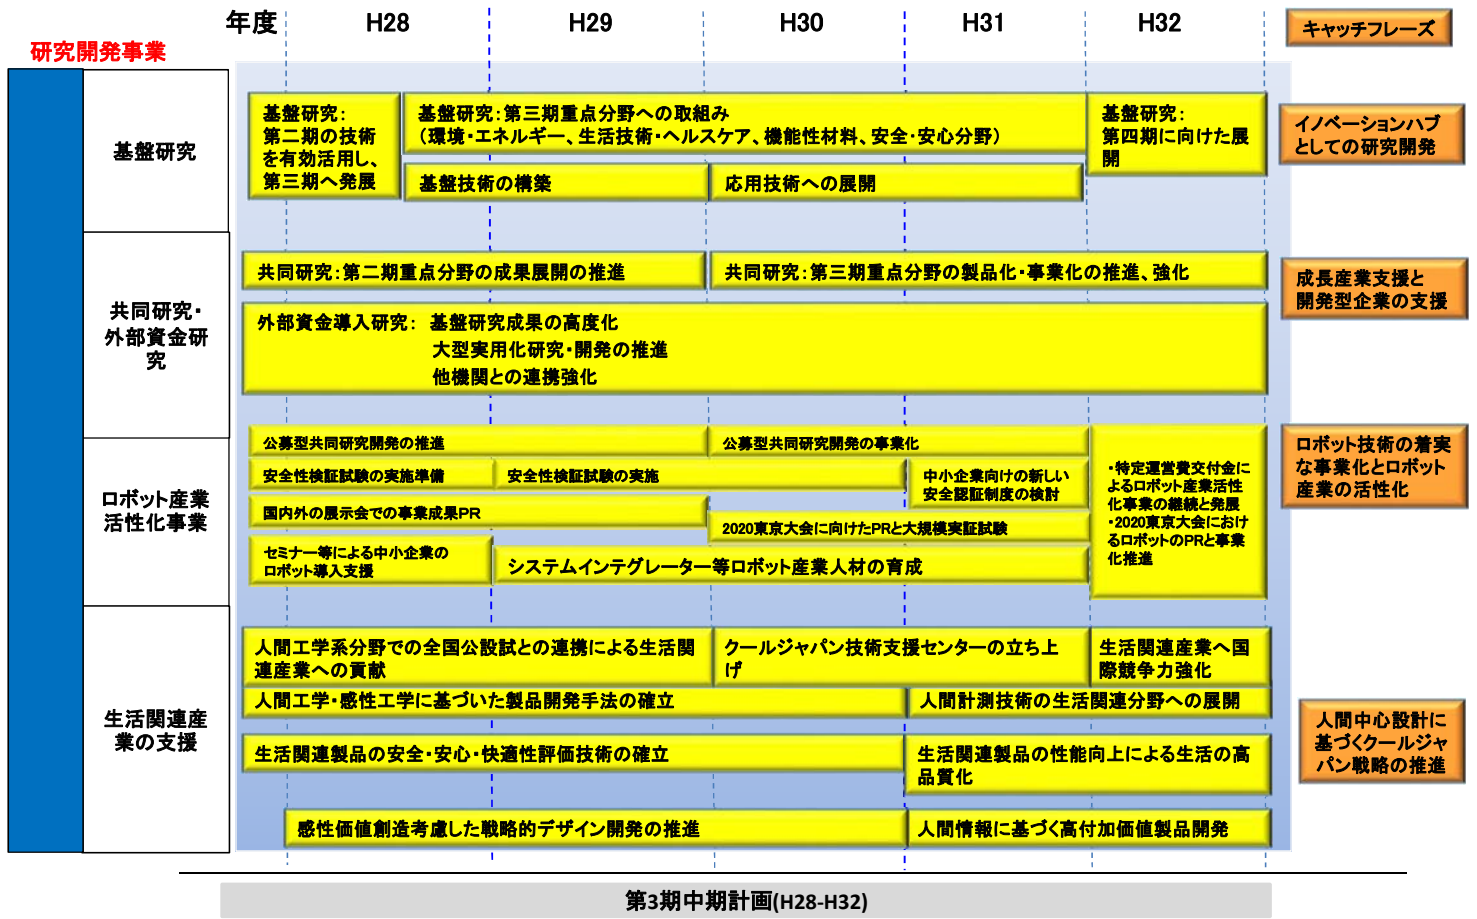 年度 H28 H29 H30 H31 H32
キャッチフレーズ
研究開発事業
基盤研究
基盤研究：
第二期の技術
を有効活用し、
第三期へ発展
基盤研究：第三期重点分野への取組み
（環境・エネルギー、生活技術・ヘルスケア、機能性材料、安全・安心分野）
基盤研究：
第四期に向けた展
開
基盤技術の構築
応用技術への展開
イノベーションハブ
としての研究開発
共同研究・
外部資金研
究
共同研究：第二期重点分野の成果展開の推進
共同研究：第三期重点分野の製品化・事業化の推進、強化
外部資金導入研究： 基盤研究成果の高度化
大型実用化研究・開発の推進
他機関との連携強化
成長産業支援と
開発型企業の支援
ロボット産業
活性化事業
公募型共同研究開発の推進
公募型共同研究開発の事業化
安全性検証試験の実施準備
安全性検証試験の実施
中小企業向けの新しい
安全認証制度の検討
国内外の展示会での事業成果PR
2020東京大会に向けたPRと大規模実証試験
セミナー等による中小企業の
ロボット導入支援
システムインテグレーター等ロボット産業人材の育成
・特定運営費交付金に
よるロボット産業活性
化事業の継続と発展
・2020東京大会におけ
るロボットのPRと事業
化推進
ロボット技術の着実
な事業化とロボット
産業の活性化
生活関連産
業の支援
人間工学系分野での全国公設試との連携による生活関
連産業への貢献
クールジャパン技術支援センターの立ち上
げ
生活関連産業へ国
際競争力強化
人間工学・感性工学に基づいた製品開発手法の確立
人間計測技術の生活関連分野への展開
生活関連製品の安全・安心・快適性評価技術の確立
生活関連製品の性能向上による生活の高
品質化
感性価値創造考慮した戦略的デザイン開発の推進
人間情報に基づく高付加価値製品開発
人間中心設計に
基づくクールジャ
パン戦略の推進
第3期中期計画(H28-H32)